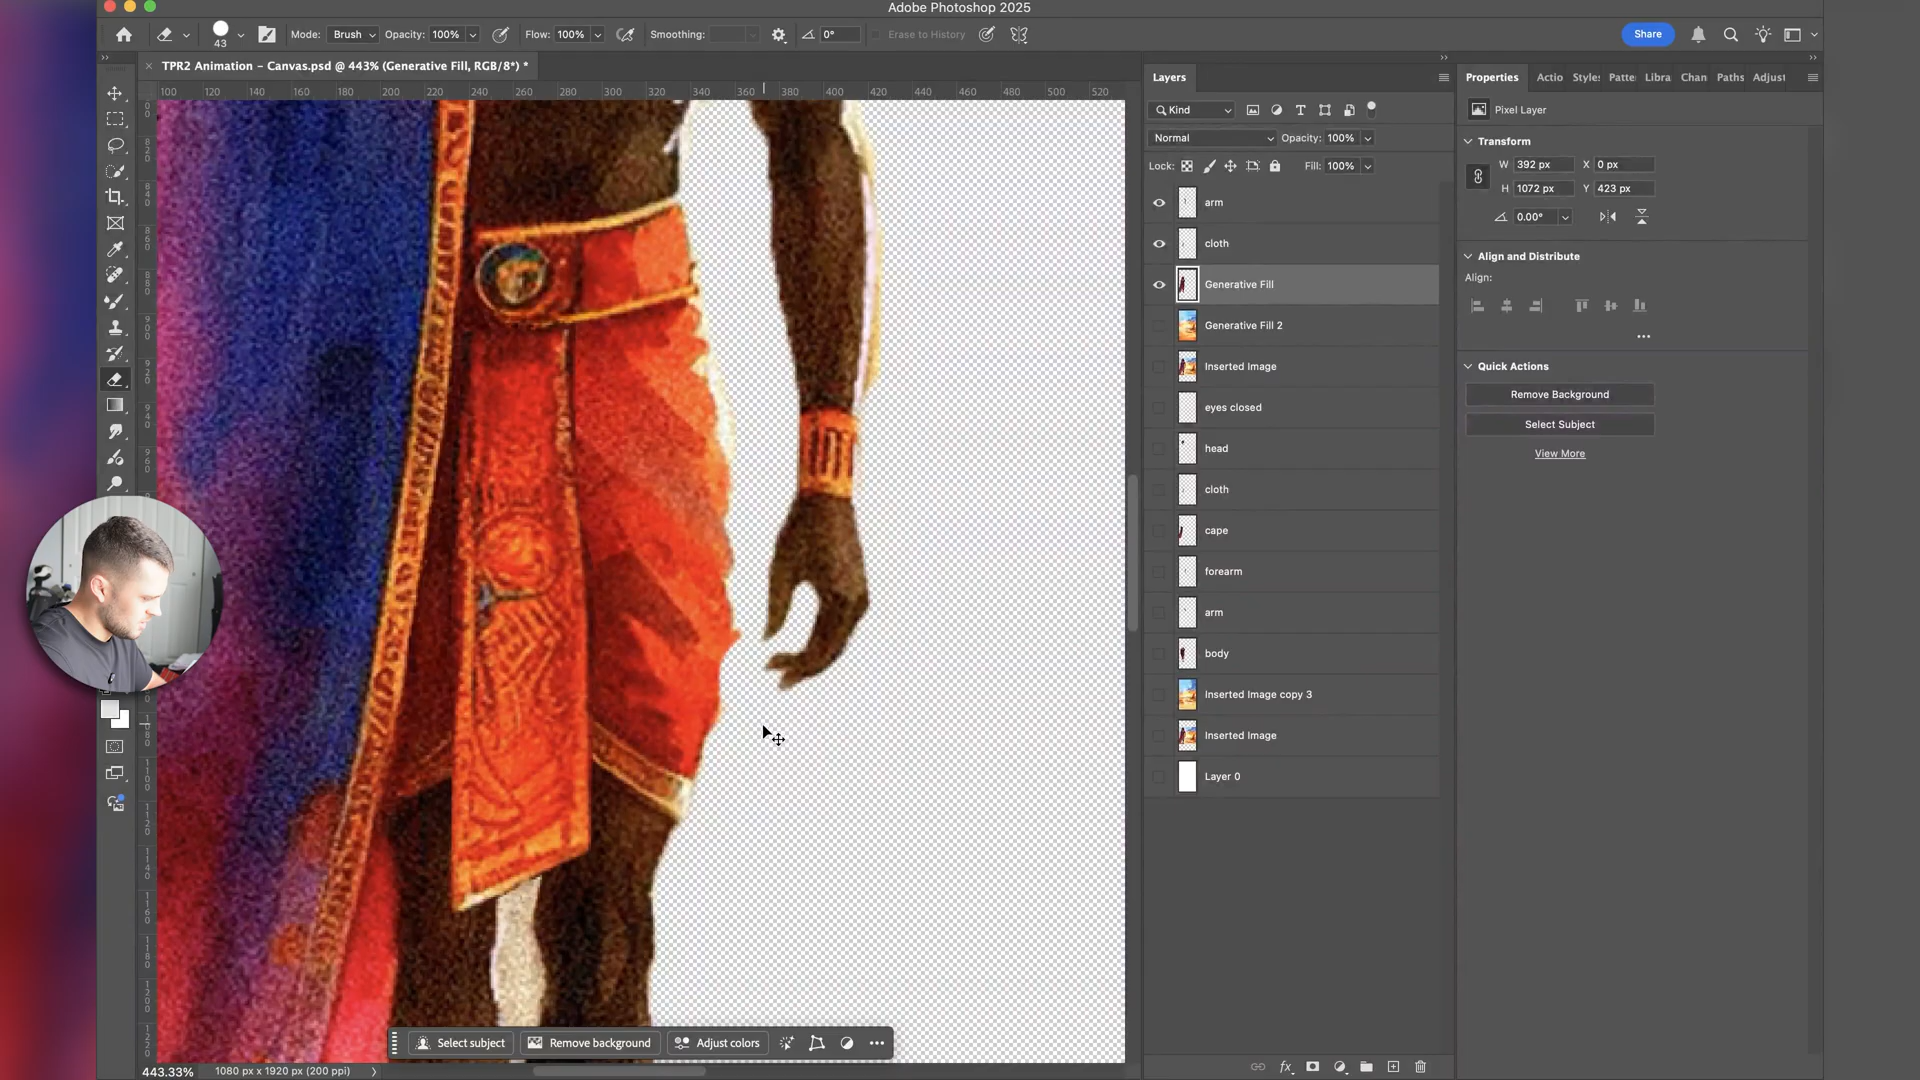 Adobe Photoshop 2025
43
Mode: Brush Opacity: 100% Flow: 100% Smoothing: 0° Erase to History
Share
TPR2 Animation – Canvas.psd @ 443% (Generative Fill, RGB/8*) *
100 120 140 160 180 200 220 240 260 280 300 320 340 360 380 400 420 440 460 480 500 520
Layers
Kind
Normal Opacity: 100%
Lock: Fill: 100%
arm
cloth
Generative Fill
Generative Fill 2
Inserted Image
eyes closed
head
cloth
cape
forearm
arm
body
Inserted Image copy 3
Inserted Image
Layer 0
Properties Actio Styles Patte Libra Chan Paths Adjust
Pixel Layer
Transform
W 392 px X 0 px
H 1072 px Y 423 px
0.00°
Align and Distribute
Align:
Quick Actions
Remove Background
Select Subject
View More
Select subject Remove background Adjust colors
443.33% 1080 px x 1920 px (200 ppi)